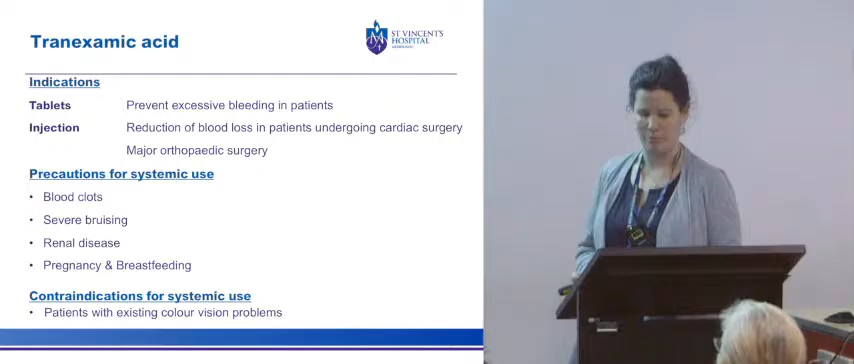 Tranexamic acid
ST VINCENT'S
HOSPITAL
Indications
Tablets Prevent excessive bleeding in patients
Injection Reduction of blood loss in patients undergoing cardiac surgery
Major orthopaedic surgery
Precautions for systemic use
• Blood clots
• Severe bruising
• Renal disease
• Pregnancy & Breastfeeding
Contraindications for systemic use
• Patients with existing colour vision problems